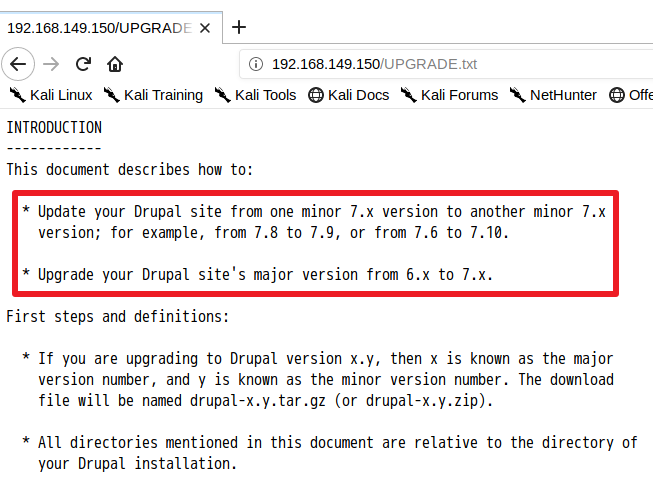 192.168.149.150/UPGRADE
192.168.149.150/UPGRADE.txt
Kali Linux Kali Training Kali Tools Kali Docs Kali Forums NetHunter Offe
INTRODUCTION
------------
This document describes how to:
* Update your Drupal site from one minor 7.x version to another minor 7.x
version; for example, from 7.8 to 7.9, or from 7.6 to 7.10.
* Upgrade your Drupal site's major version from 6.x to 7.x.
First steps and definitions:
* If you are upgrading to Drupal version x.y, then x is known as the major
version number, and y is known as the minor version number. The download
file will be named drupal-x.y.tar.gz (or drupal-x.y.zip).
* All directories mentioned in this document are relative to the directory of
your Drupal installation.